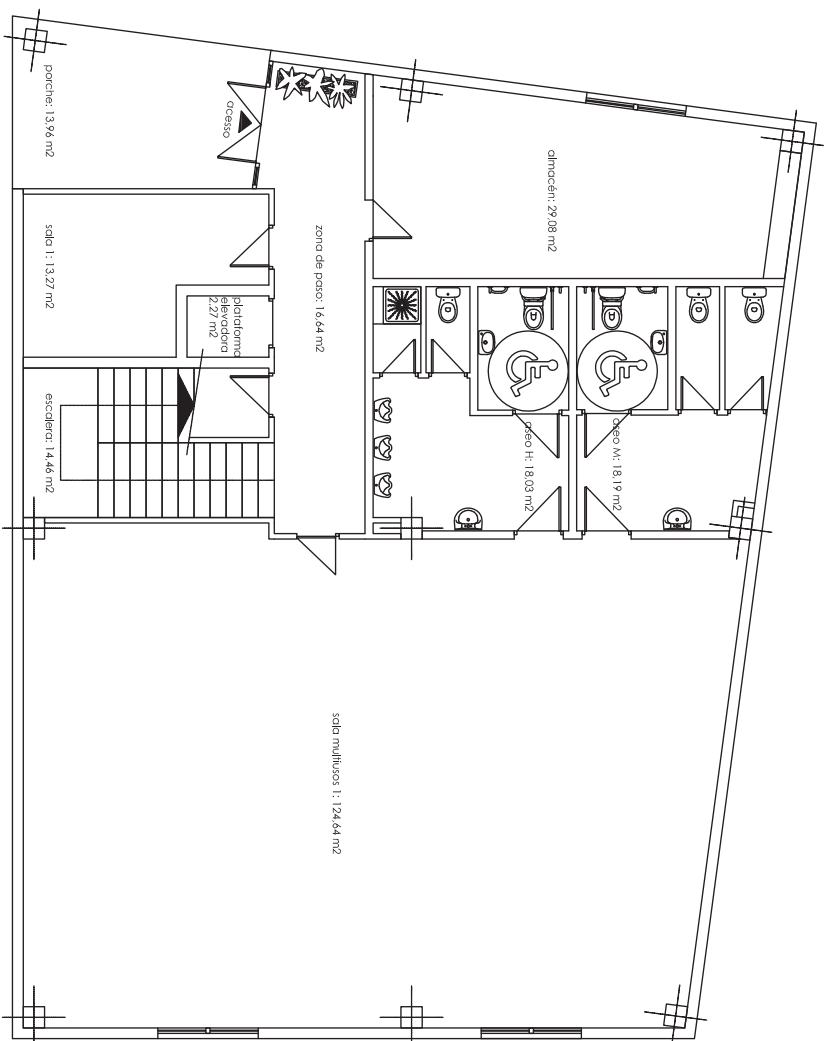 porche: 13,96 m2
acesso
almacén: 29,08 m2
sala 1: 13,27 m2
zona de paso: 16,64 m2
plataforma
elevadora
2.27 m2
escalera: 14,46 m2
aseo H: 18,03 m2
aseo M: 18,19 m2
sala multiusos 1: 124,64 m2